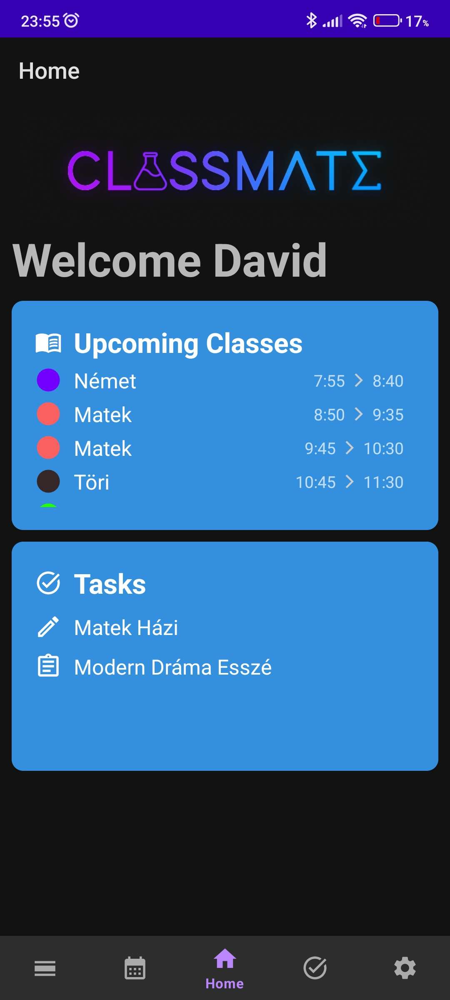 23:55 17%
Home
CLASSMATE
Welcome David
Upcoming Classes
Német 7:55 > 8:40
Matek 8:50 > 9:35
Matek 9:45 > 10:30
Töri 10:45 > 11:30
Tasks
Matek Házi
Modern Dráma Esszé
Home